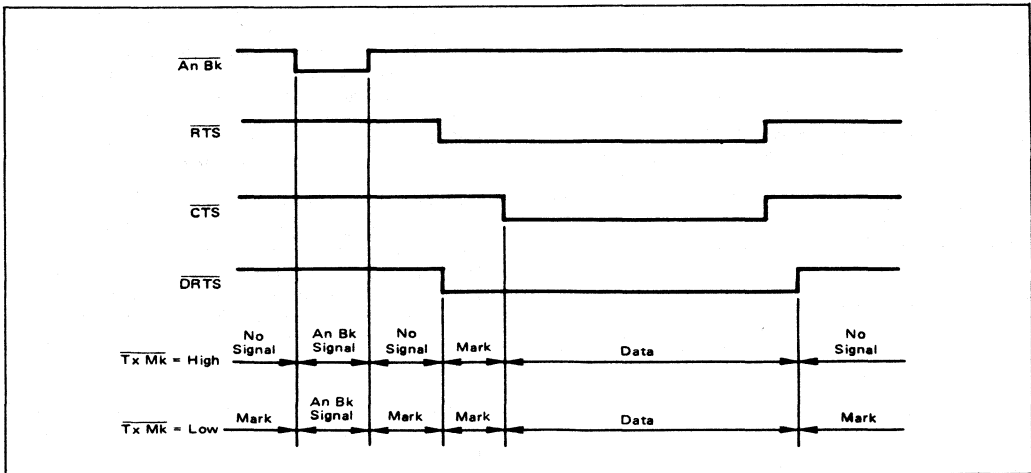 An Bk
RTS
CTS
DRTS
No Signal An Bk Signal No Signal Mark Data No Signal
Tx Mk = High
Mark An Bk Signal Mark Mark Data Mark
Tx Mk = Low